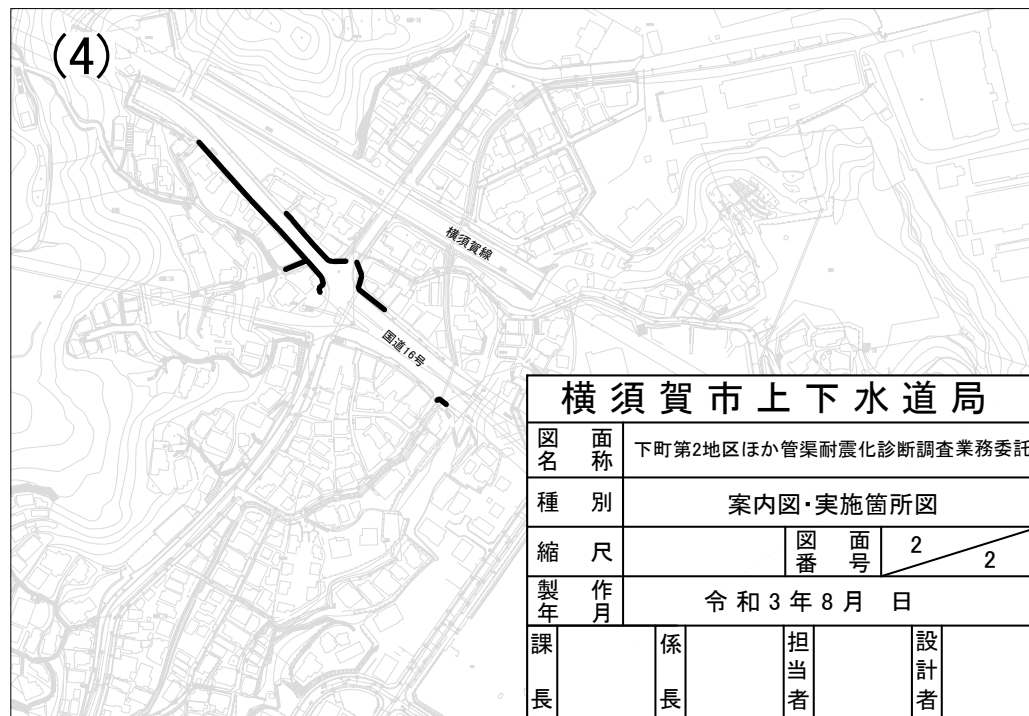 (4)
横須賀線
国道16号
横須賀市上下水道局
図面名称 下町第2地区ほか管渠耐震化診断調査業務委託
種別 案内図・実施箇所図
縮尺 図面番号 2/2
製作年月 令和3年8月 日
課長 係長 担当者 設計者